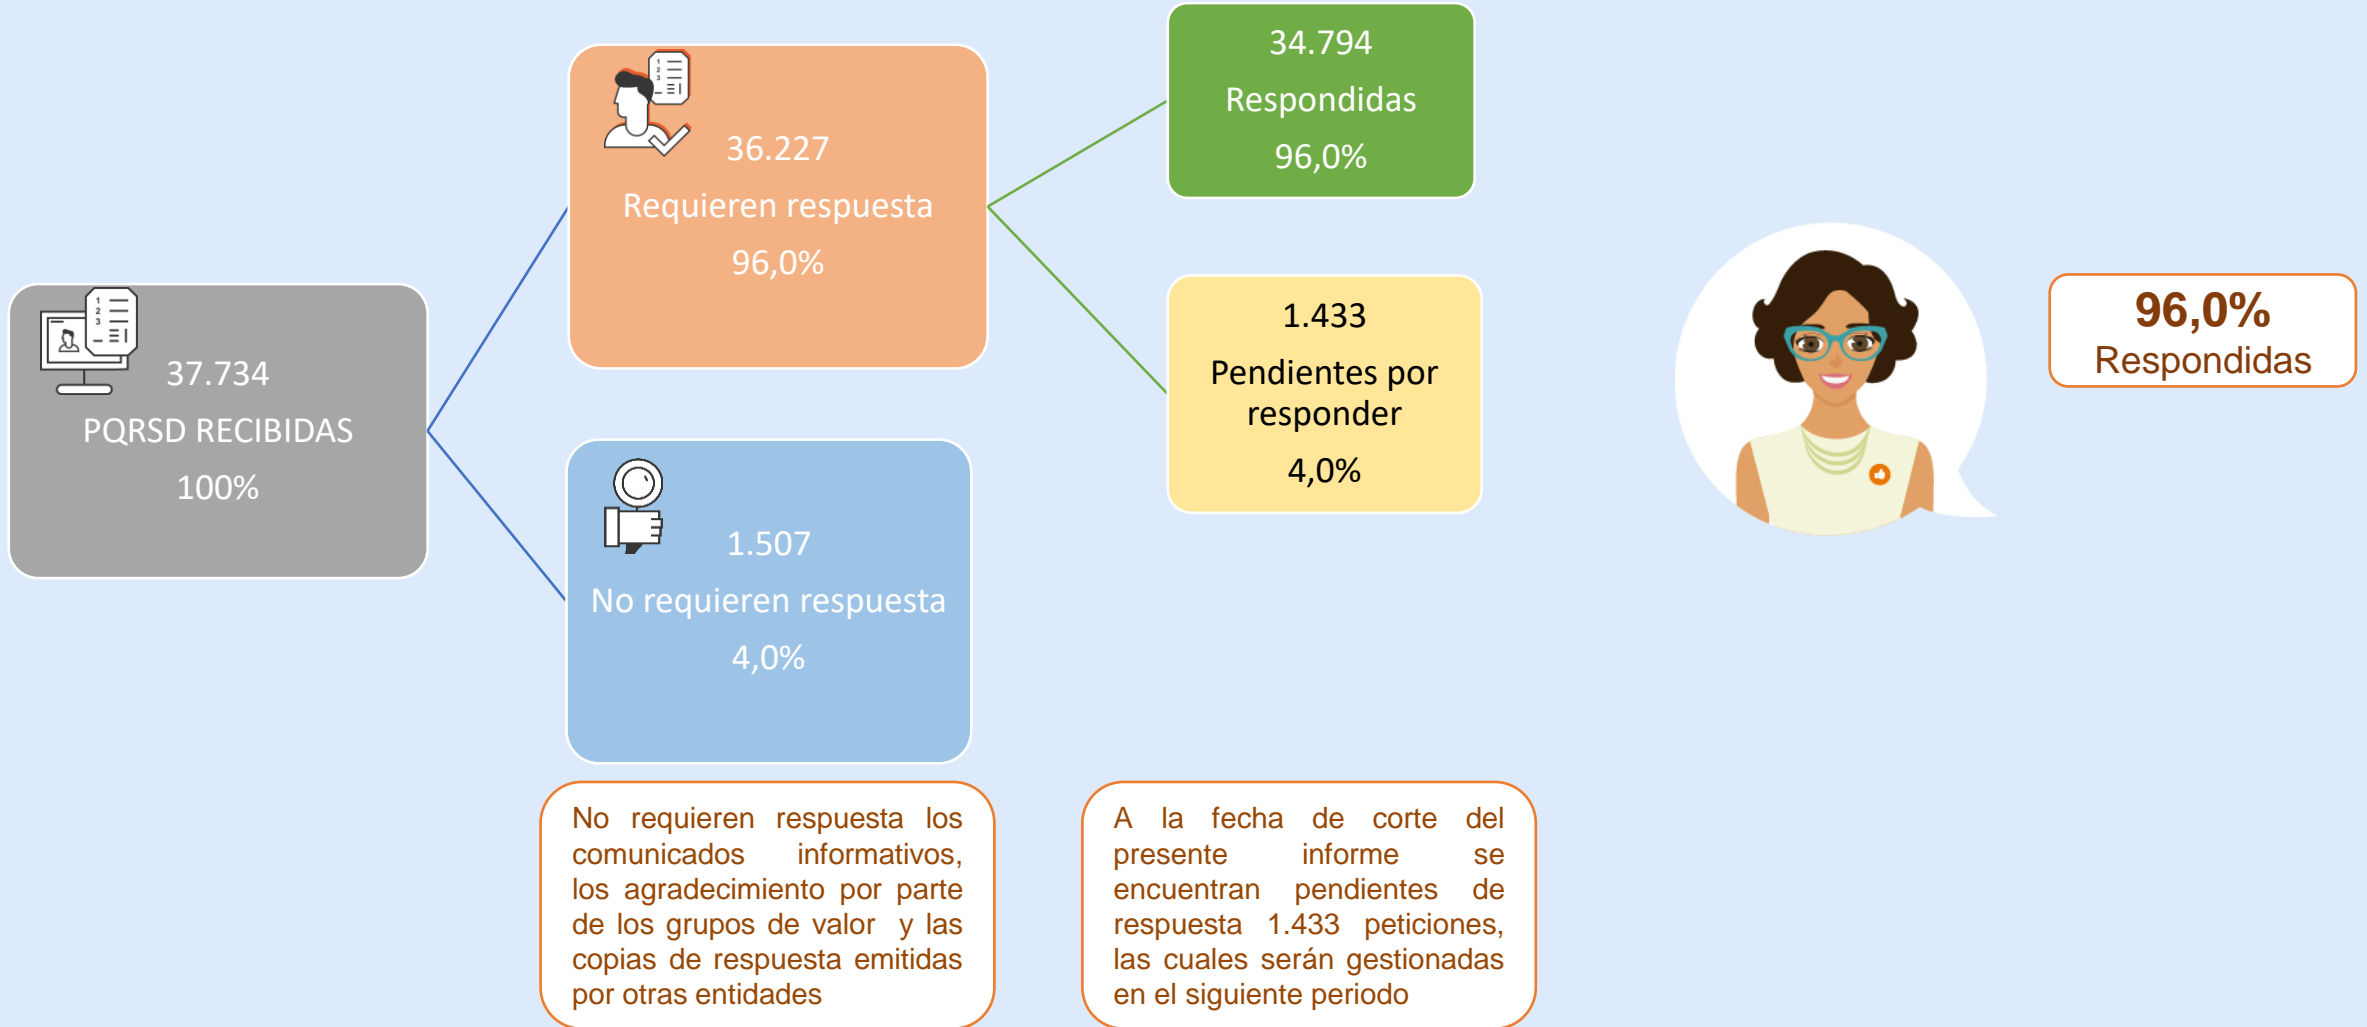 37.734
PQRSD RECIBIDAS
100%
36.227
Requieren respuesta
96,0%
1.507
No requieren respuesta
4,0%
34.794
Respondidas
96,0%
1.433
Pendientes por
responder
4,0%
96,0%
Respondidas
No requieren respuesta los
comunicados informativos,
los agradecimiento por parte
de los grupos de valor y las
copias de respuesta emitidas
por otras entidades
A la fecha de corte del
presente informe se
encuentran pendientes de
respuesta 1.433 peticiones,
las cuales serán gestionadas
en el siguiente periodo